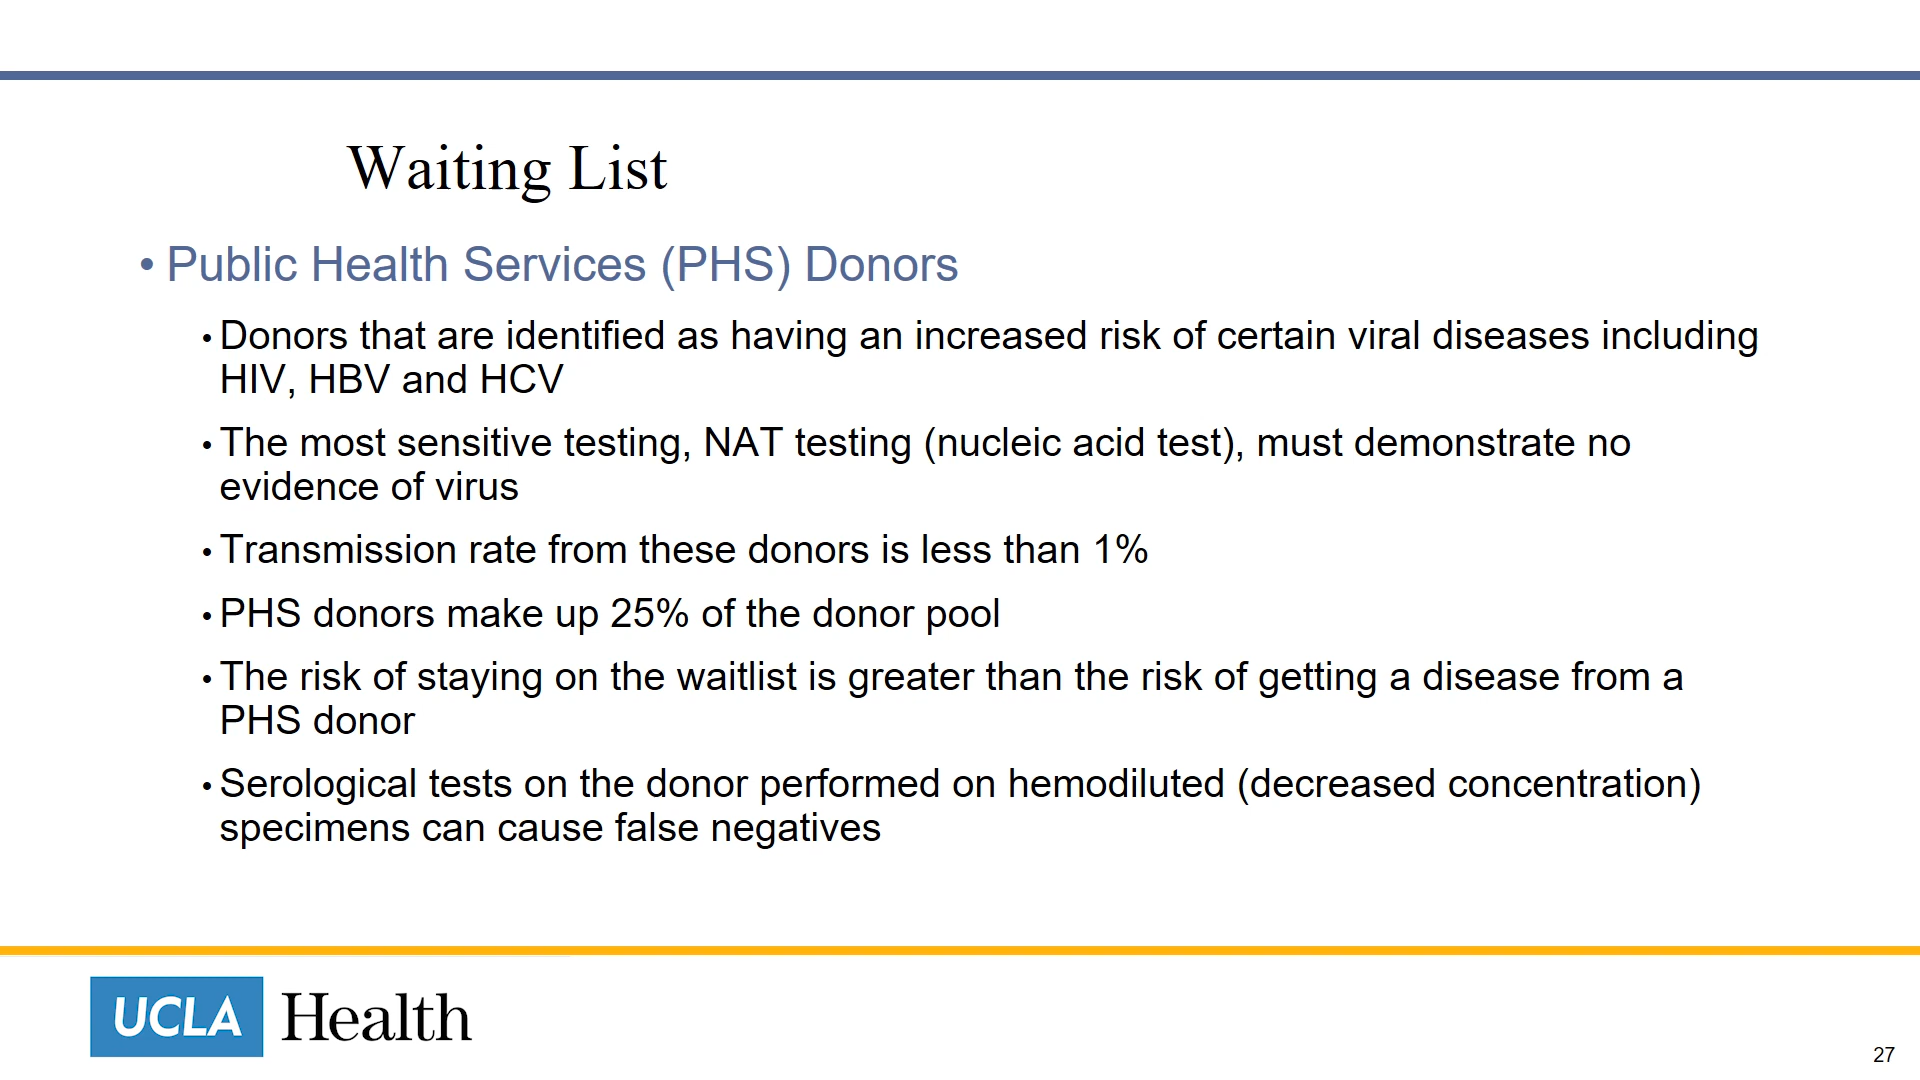 Waiting List
• Public Health Services (PHS) Donors
• Donors that are identified as having an increased risk of certain viral diseases including
HIV, HBV and HCV
• The most sensitive testing, NAT testing (nucleic acid test), must demonstrate no
evidence of virus
• Transmission rate from these donors is less than 1%
• PHS donors make up 25% of the donor pool
• The risk of staying on the waitlist is greater than the risk of getting a disease from a
PHS donor
• Serological tests on the donor performed on hemodiluted (decreased concentration)
specimens can cause false negatives
UCLA Health
27